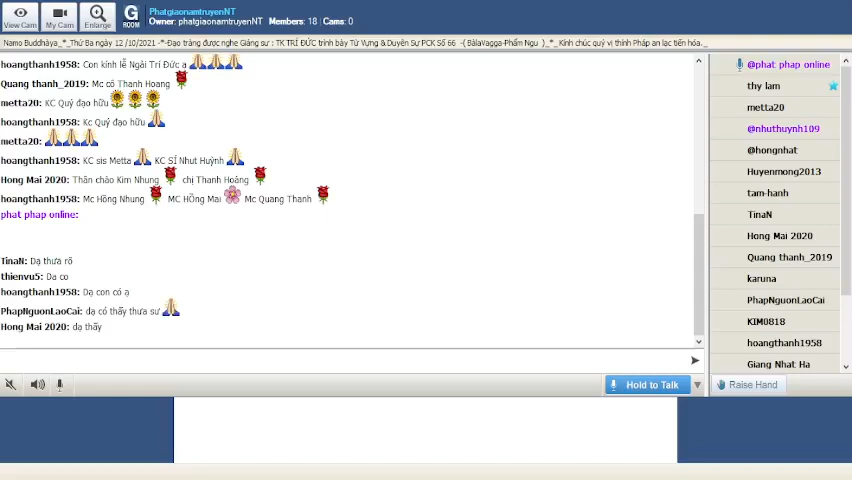 View Cam
My Cam
Enlarge
G
ROOM
PhatgiaonamtruyenNT
Owner: phatgiaonamtruyenNT Members: 18 | Cams: 0
Namo Buddhàya_*_Thứ Ba ngày 12 /10/2021 -*-Đạo tràng được nghe Giảng sư : TK TRÍ ĐỨC trình bày Từ Vựng & Duyên Sự PCK Số 66 -( BàlaVagga-Phẩm Ngu )_*_ Kính chúc quý vị thính Pháp an lạc tiến hóa._
hoangthanh1958: Con kính lễ Ngài Trí Đức ạ
Quang thanh_2019: Mc cô Thanh Hoang
metta20: KC Quý đạo hữu
hoangthanh1958: Kc Quý đạo hữu
metta20:
hoangthanh1958: KC sis Metta KC SĨ Nhut Huỳnh
Hong Mai 2020: Thân chào Kim Nhung chị Thanh Hoàng
hoangthanh1958: Mc Hồng Nhung MC HỒng Mai Mc Quang Thanh
phat phap online:
TinaN: Dạ thưa rõ
thienvu5: Da co
hoangthanh1958: Dạ con có ạ
PhapNguonLaoCai: dạ có thấy thưa sư
Hong Mai 2020: dạ thấy
@phat phap online
thy lam
metta20
@nhuthuynh109
@hongnhat
Huyenmong2013
tam-hanh
TinaN
Hong Mai 2020
Quang thanh_2019
karuna
PhapNguonLaoCai
KIM0818
hoangthanh1958
Giang Nhat Ha
Hold to Talk
Raise Hand